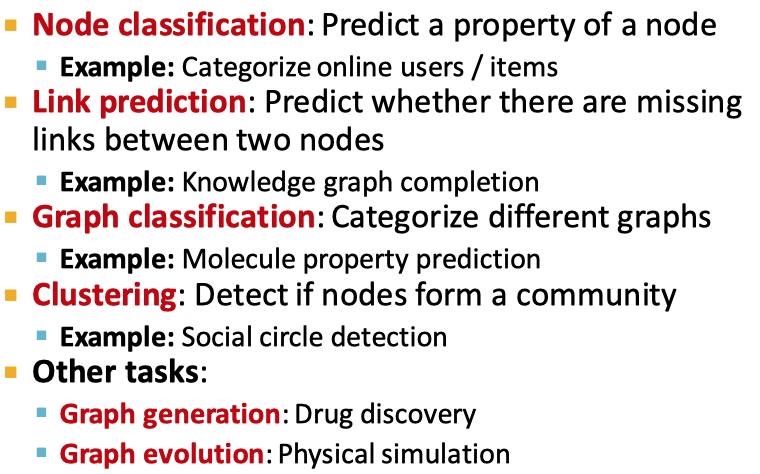 Node classification: Predict a property of a node
Example: Categorize online users / items
Link prediction: Predict whether there are missing
links between two nodes
Example: Knowledge graph completion
Graph classification: Categorize different graphs
Example: Molecule property prediction
Clustering: Detect if nodes form a community
Example: Social circle detection
Other tasks:
Graph generation: Drug discovery
Graph evolution: Physical simulation